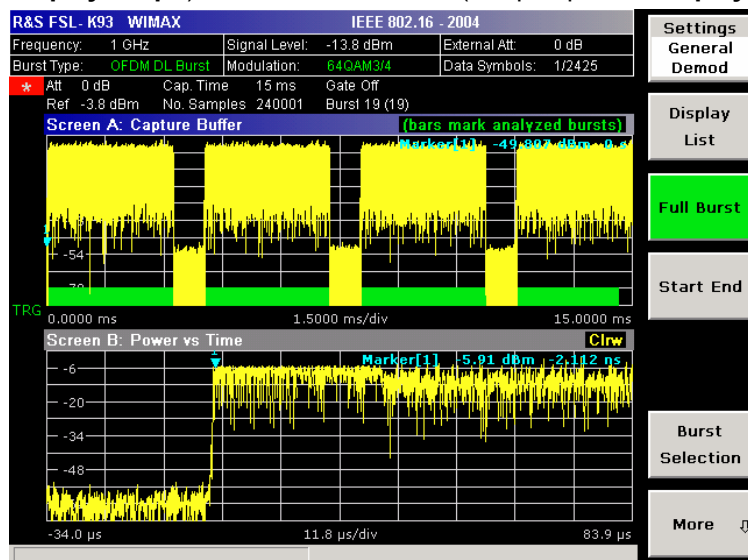 R&S FSL-K93 WIMAX IEEE 802.16 - 2004
Frequency: 1 GHz Signal Level: -13.8 dBm External Att: 0 dB
Burst Type: OFDM DL Burst Modulation: 64QAM3/4 Data Symbols: 1/2425
* Att 0 dB Cap. Time 15 ms Gate Off
Ref -3.8 dBm No. Samples 240001 Burst 19 (19)
Screen A: Capture Buffer (bars mark analyzed bursts)
Marker[1] -49.807 dBm 0 s
1
-54
TRG
0.0000 ms 1.5000 ms/div 15.0000 ms
Screen B: Power vs Time Clrw
1
Marker[1] -5.91 dBm -2.112 ns
-6
-20
-34
-48
-34.0 µs 11.8 µs/div 83.9 µs
Settings
General
Demod
Display
List
Full Burst
Start End
Burst
Selection
More